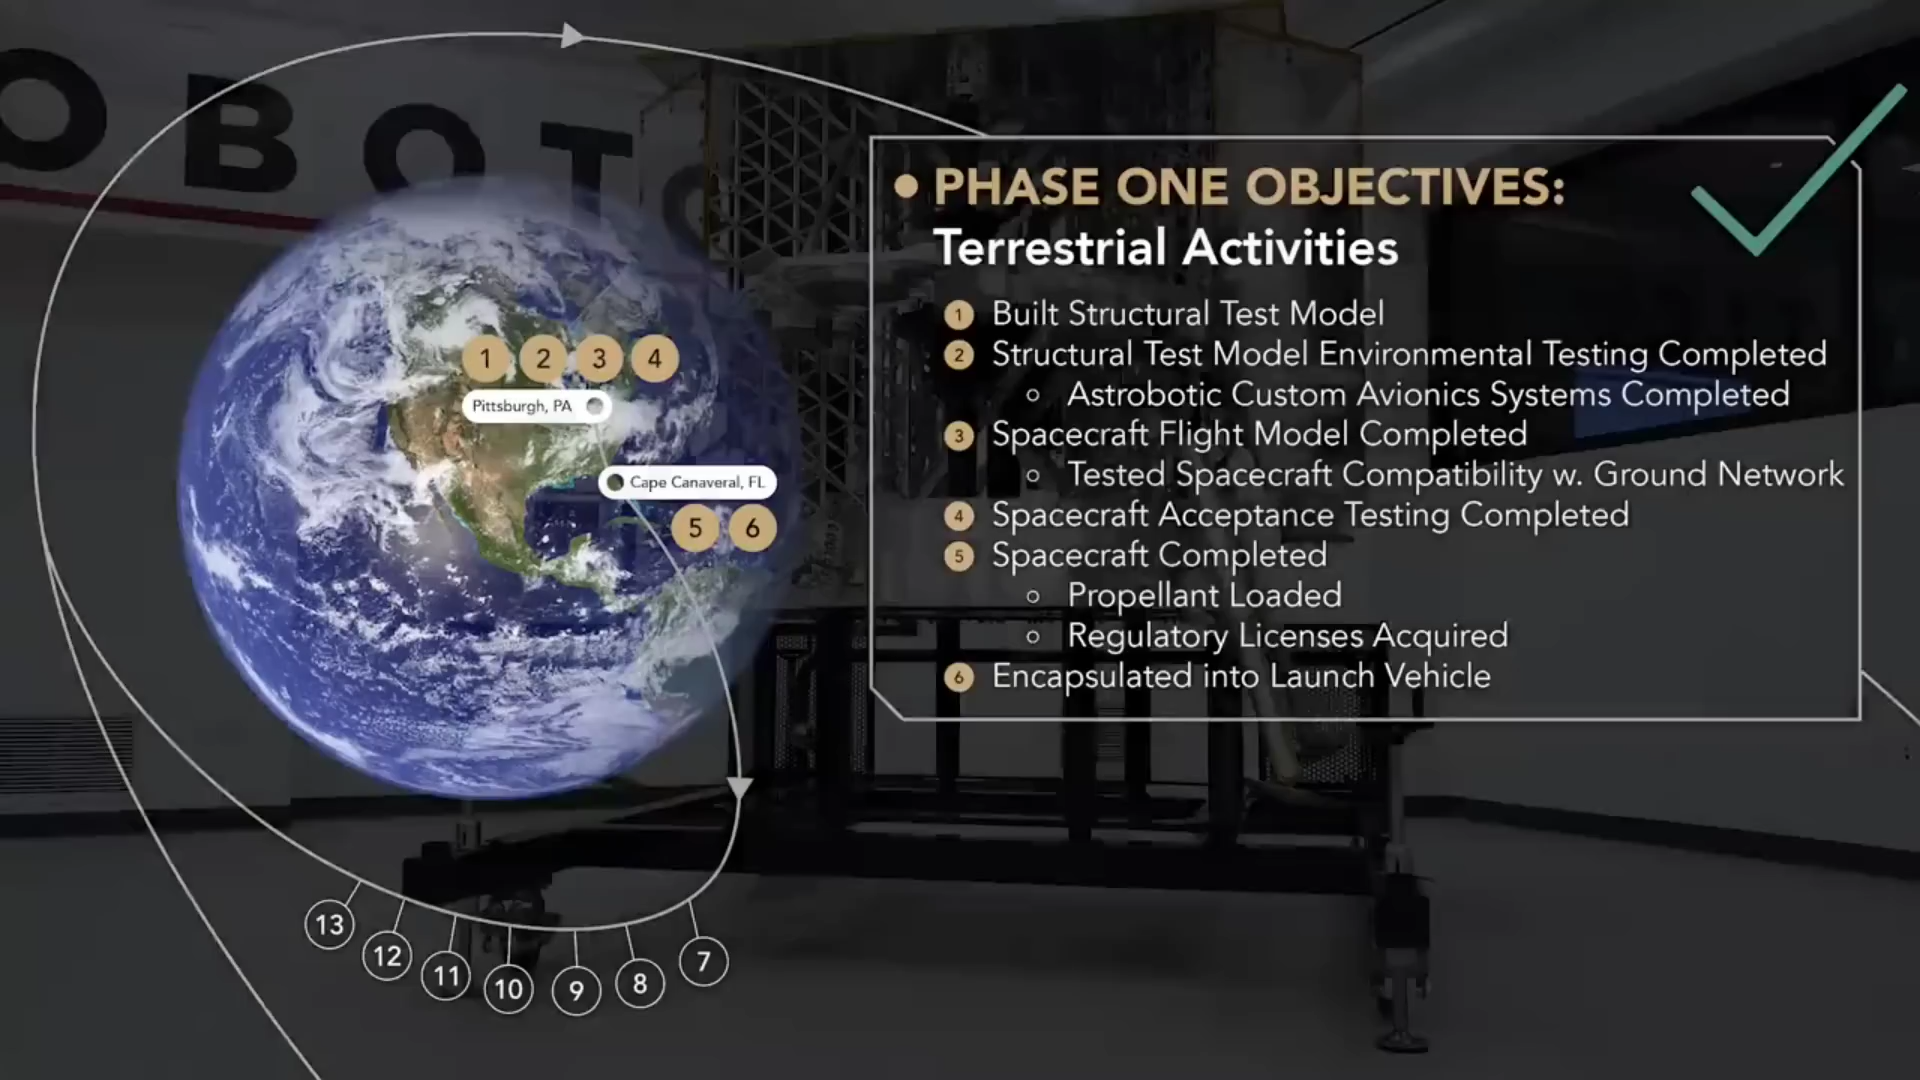 OBOTC
PHASE ONE OBJECTIVES:
Terrestrial Activities
1 Built Structural Test Model
2 Structural Test Model Environmental Testing Completed
Astrobotic Custom Avionics Systems Completed
3 Spacecraft Flight Model Completed
Tested Spacecraft Compatibility w. Ground Network
4 Spacecraft Acceptance Testing Completed
5 Spacecraft Completed
Propellant Loaded
Regulatory Licenses Acquired
6 Encapsulated into Launch Vehicle
1 2 3 4
Pittsburgh, PA
Cape Canaveral, FL
5 6
13 12 11 10 9 8 7